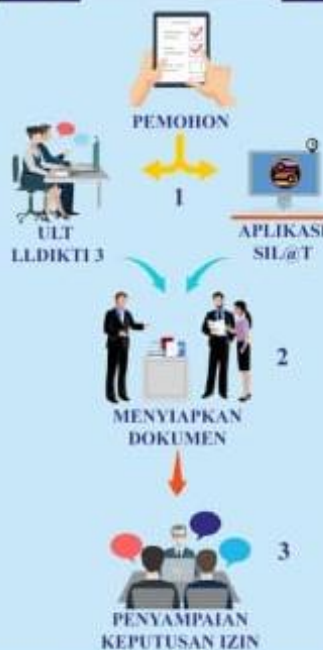 PEMOHON
1
ULT
LLDIKTI 3
APLIKASI
SIL@T
2
MENYIAPKAN
DOKUMEN
3
PENYAMPAIAN
KEPUTUSAN IZIN